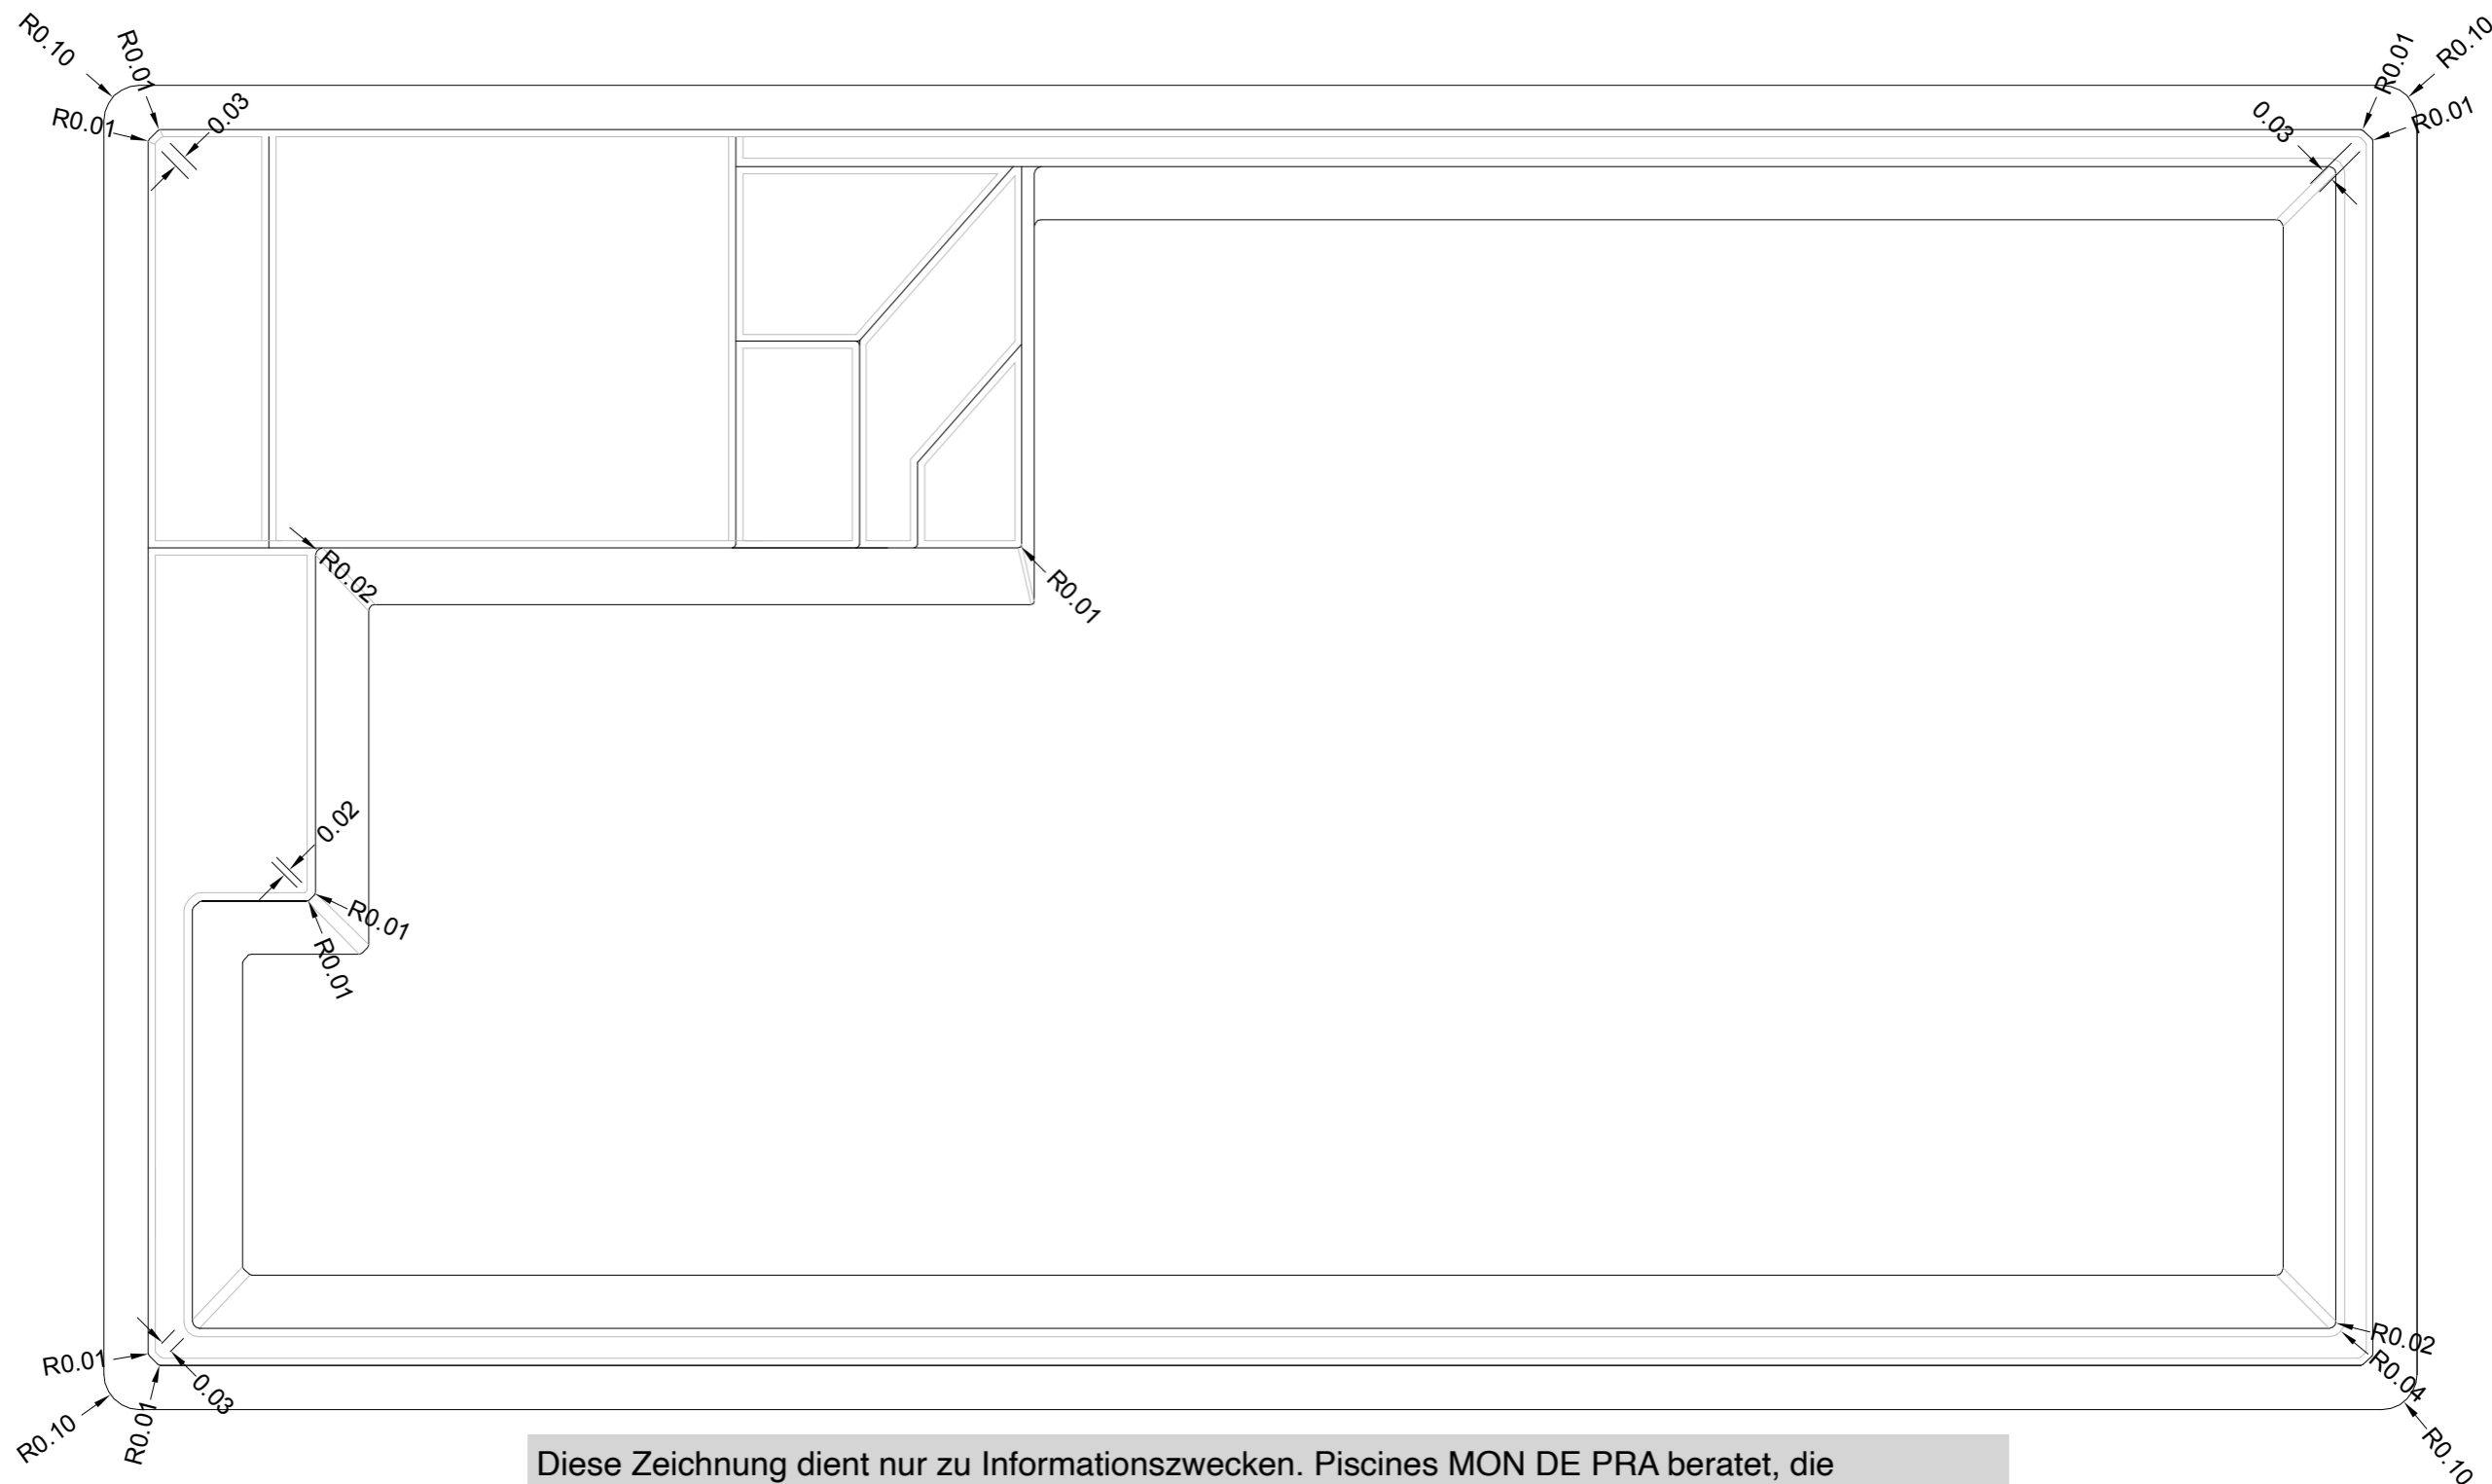 R0.10
R0.01
R0.01
0.03
R0.01
R0.10
0.03
R0.01
R0.02
R0.01
0.02
R0.01
R0.01
R0.01
R0.02
R0.04
0.03
R0.10
R0.01
R0.10
Diese Zeichnung dient nur zu Informationszwecken. Piscines MON DE PRA beratet, die